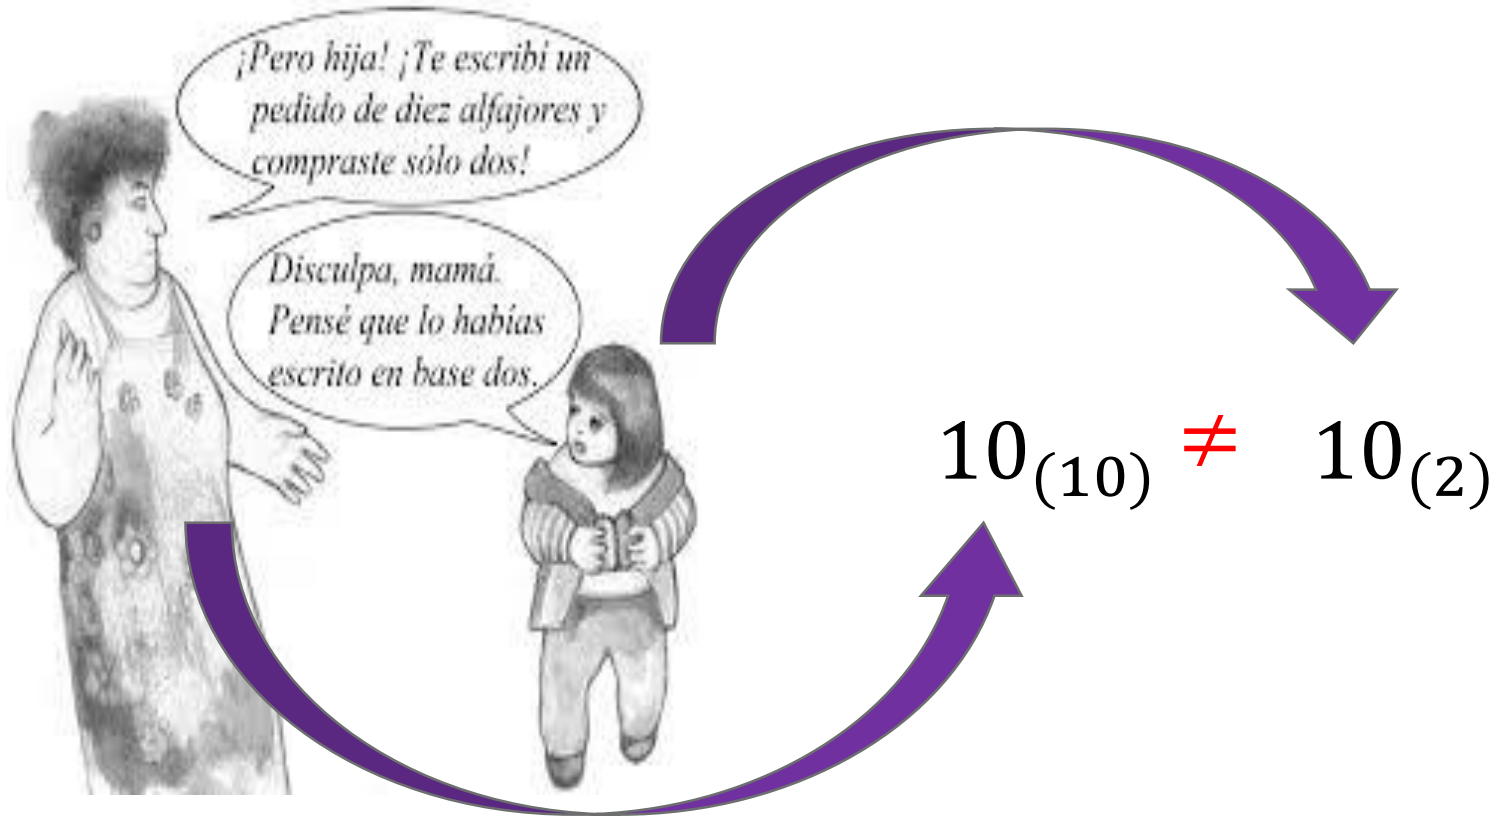 ¡Pero hija! ¡Te escribí un
pedido de diez alfajores y
compraste sólo dos!
Disculpa, mamá.
Pensé que lo habías
escrito en base dos.
10₍₁₀₎ ≠ 10₍₂₎